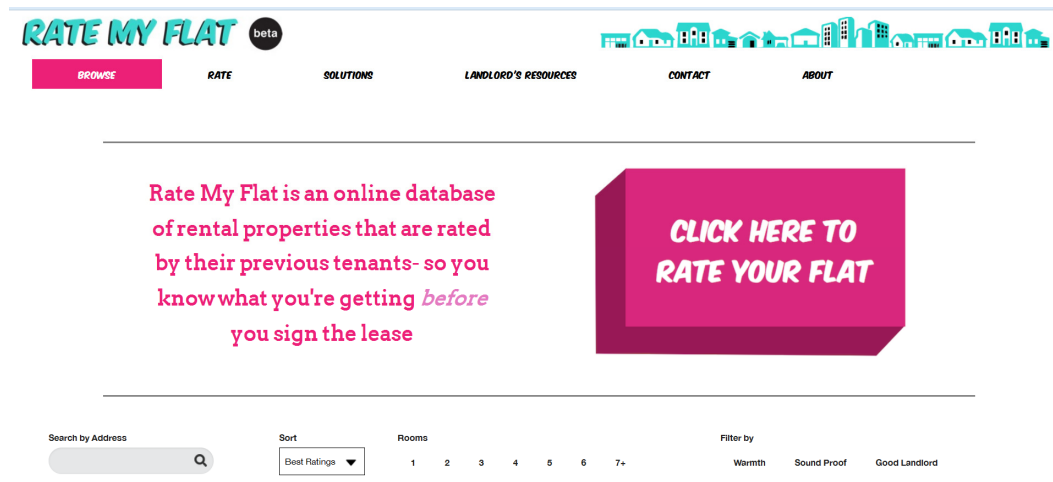 RATE MY FLAT beta
BROWSE RATE SOLUTIONS LANDLORD'S RESOURCES CONTACT ABOUT
Rate My Flat is an online database
of rental properties that are rated
by their previous tenants- so you
know what you're getting before
you sign the lease
CLICK HERE TO
RATE YOUR FLAT
Search by Address Sort Rooms Filter by
Best Ratings 1 2 3 4 5 6 7+ Warmth Sound Proof Good Landlord